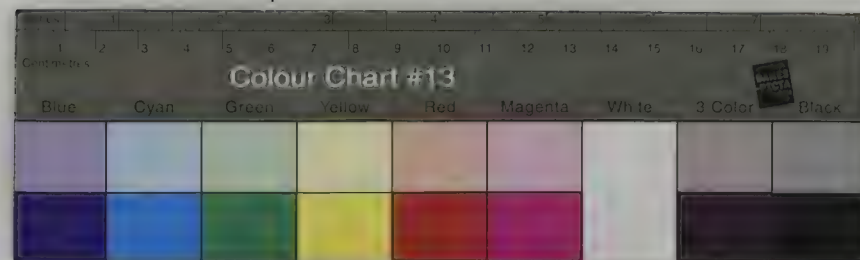 1 2 3 4 5 6 7 8 9 10 11 12 13 14 15 16 17 18 19
Centimetres
Colour Chart #13
Blue Cyan Green Yellow Red Magenta White 3 Color Black